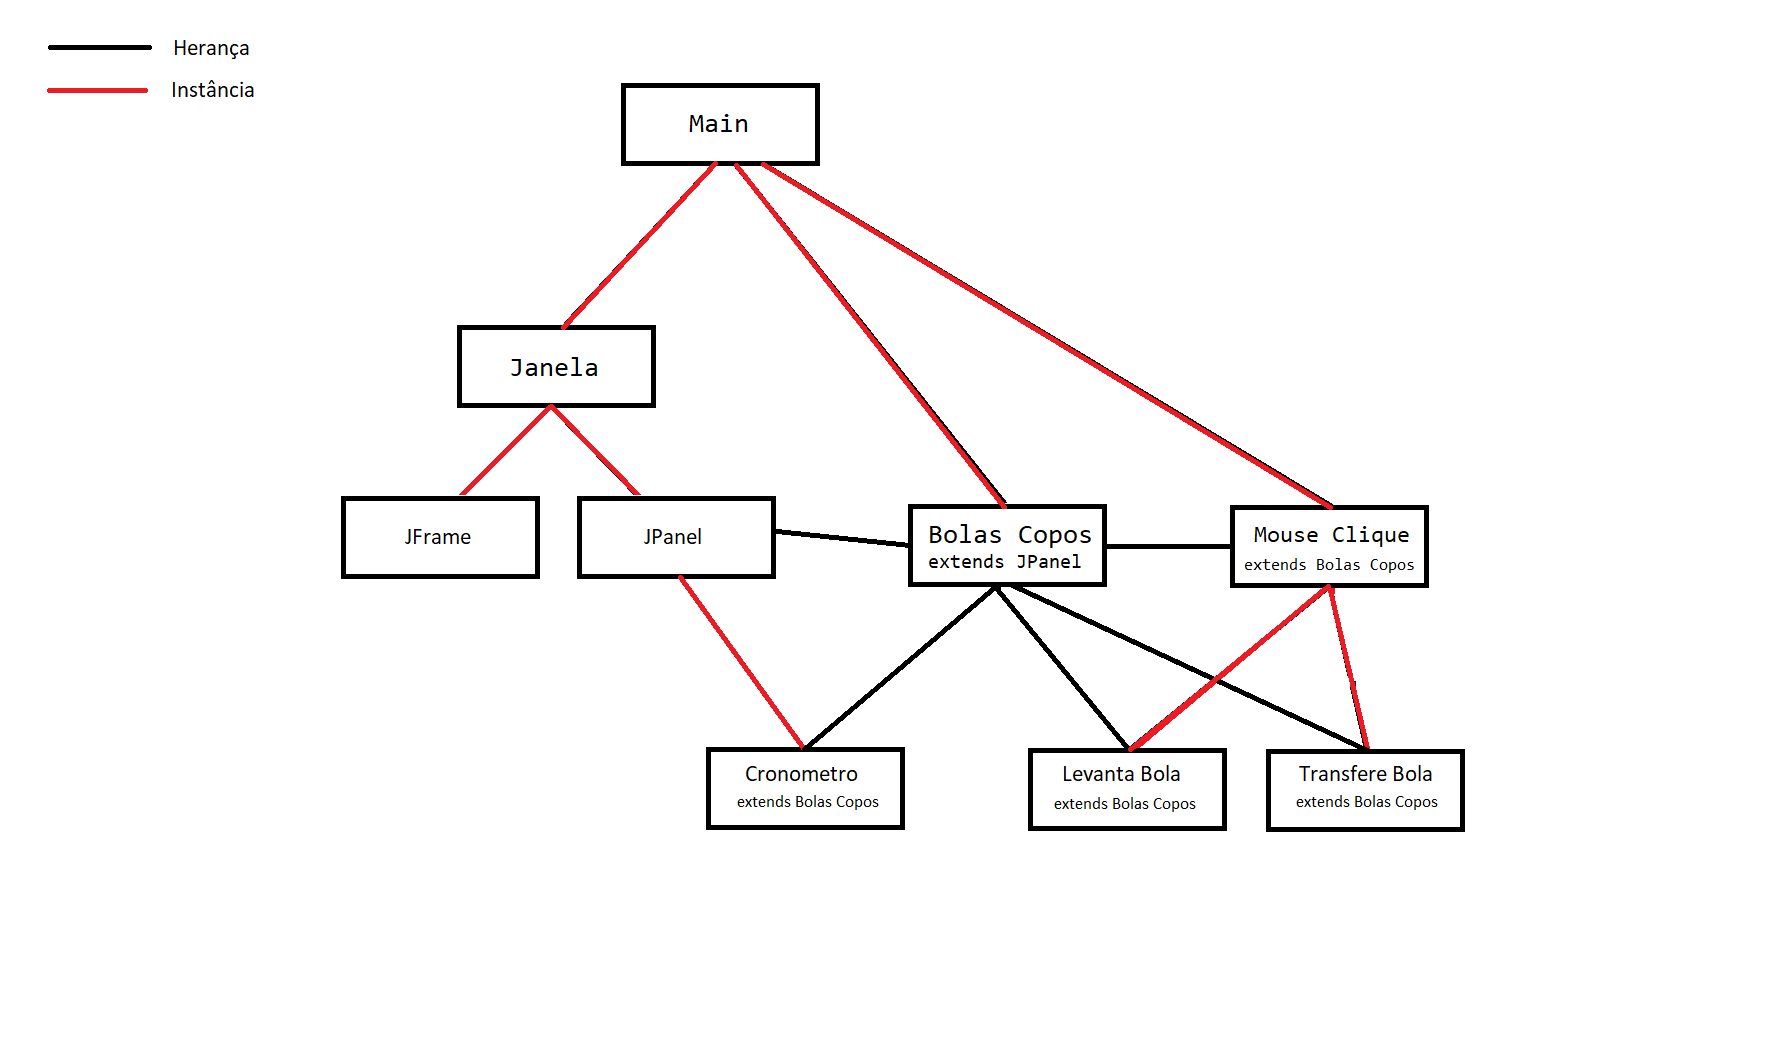 Herança
Instância
Main
Janela
JFrame
JPanel
Bolas Copos
extends JPanel
Mouse Clique
extends Bolas Copos
Cronometro
extends Bolas Copos
Levanta Bola
extends Bolas Copos
Transfere Bola
extends Bolas Copos